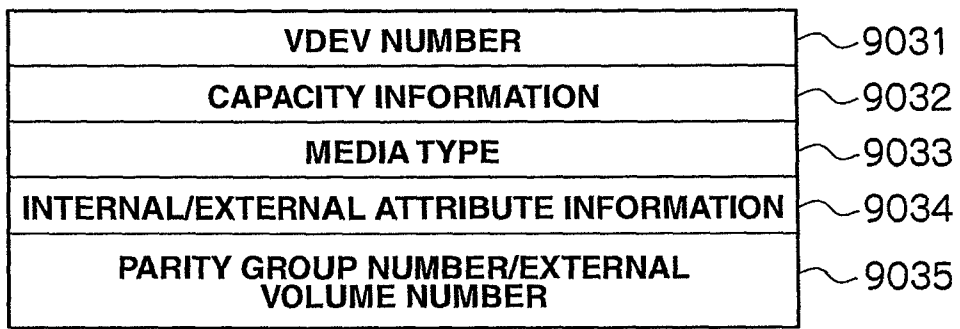 VDEV NUMBER 9031
CAPACITY INFORMATION 9032
MEDIA TYPE 9033
INTERNAL/EXTERNAL ATTRIBUTE INFORMATION 9034
PARITY GROUP NUMBER/EXTERNAL
VOLUME NUMBER 9035